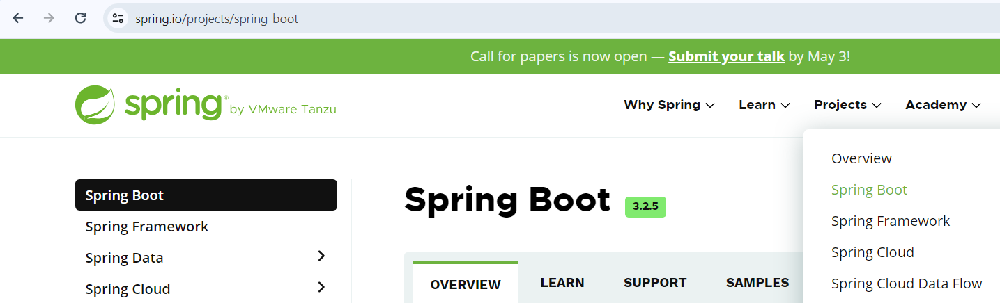 spring.io/projects/spring-boot
Call for papers is now open — Submit your talk by May 3!
spring® by VMware Tanzu
Why Spring
Learn
Projects
Academy
Spring Boot
Spring Framework
Spring Data
Spring Cloud
Spring Boot 3.2.5
OVERVIEW
LEARN
SUPPORT
SAMPLES
Overview
Spring Boot
Spring Framework
Spring Cloud
Spring Cloud Data Flow